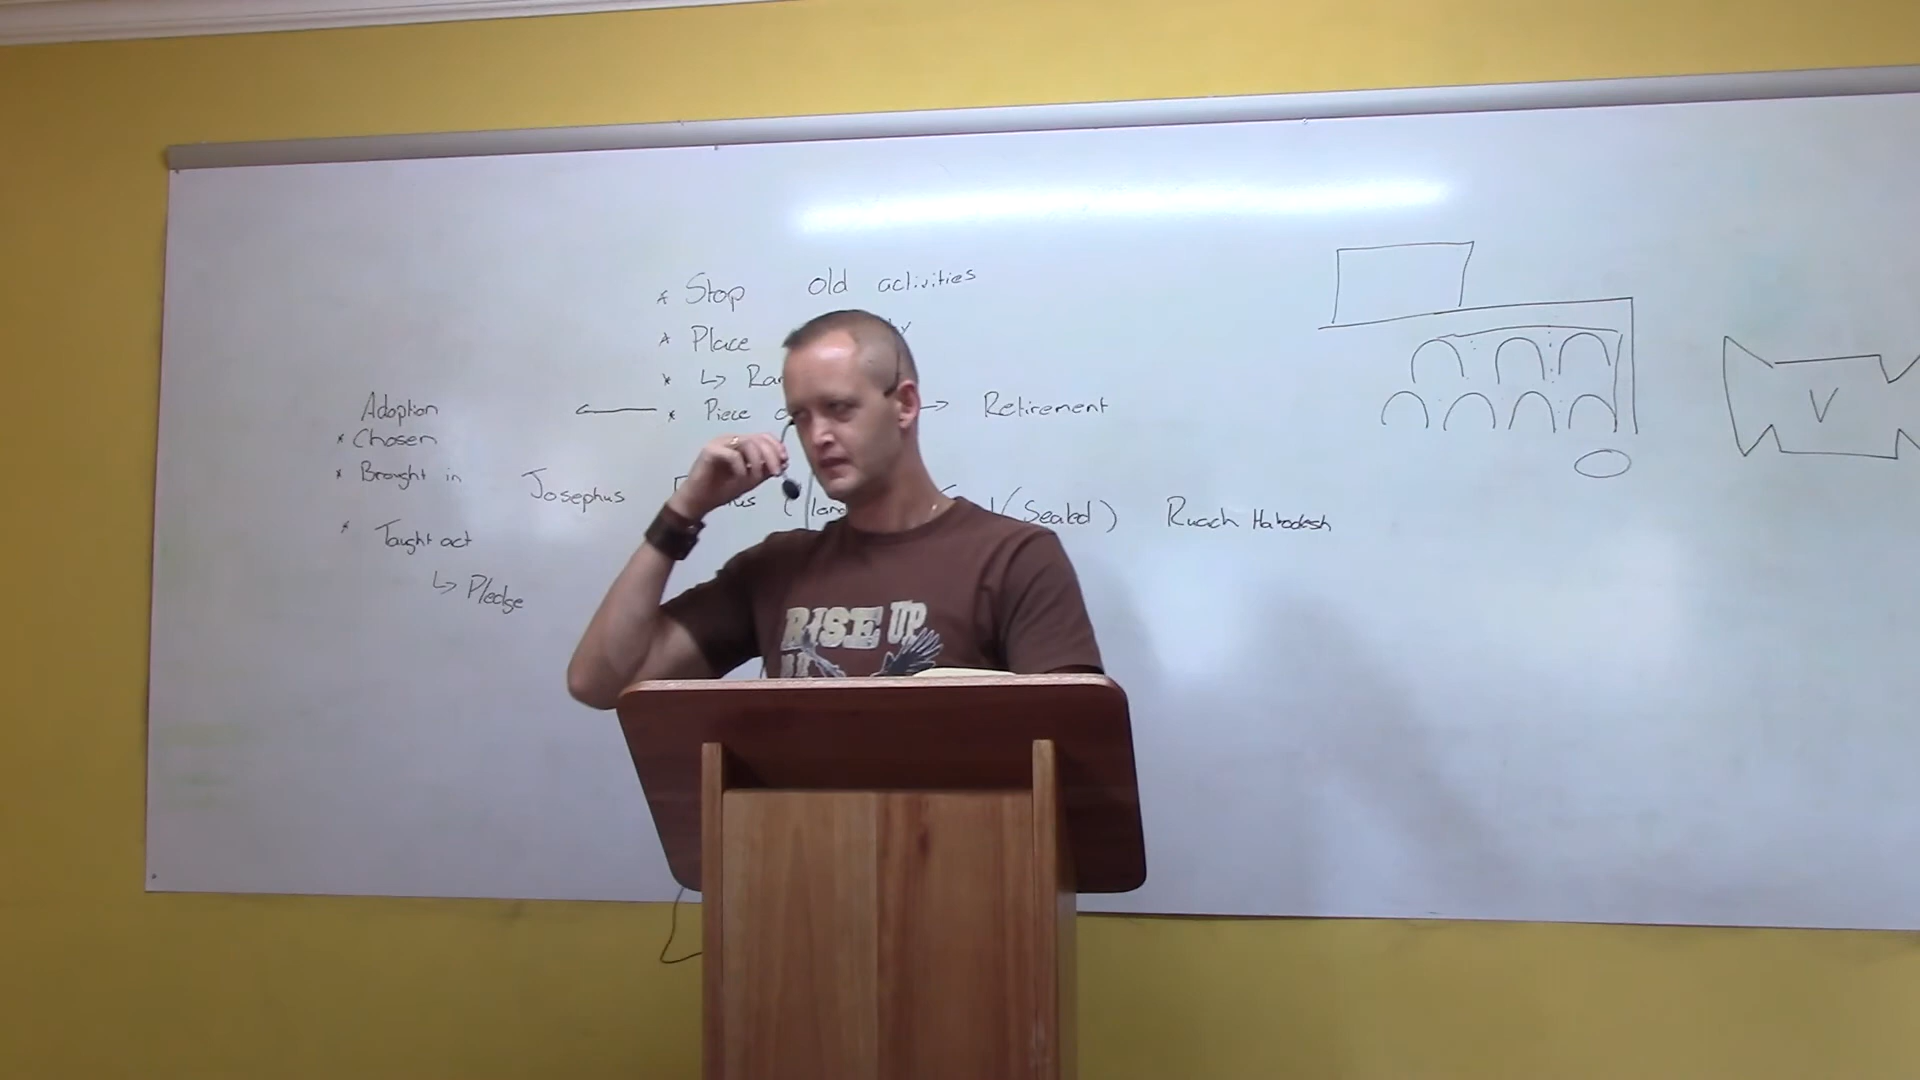 * Stop old activities
* Place
* ↳
* Piece
← → Retirement
Adoption
* Chosen
* Brought in
* Taught act
↳ Pledge
Josephus
(Sealed)
Ruach Hakodesh
V
RISE UP